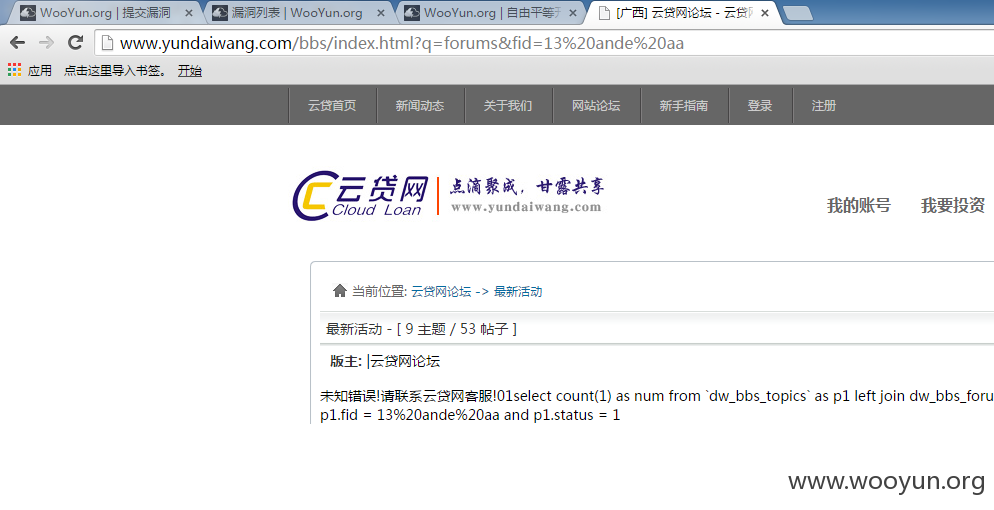 WooYun.org | 提交漏洞 漏洞列表 | WooYun.org WooYun.org | 自由平等 [广西] 云贷网论坛 - 云贷
www.yundaiwang.com/bbs/index.html?q=forums&fid=13%20ande%20aa
应用 点击这里导入书签。 开始
云贷首页 新闻动态 关于我们 网站论坛 新手指南 登录 注册
云贷网 点滴聚成，甘露共享
Cloud Loan www.yundaiwang.com
我的账号 我要投资
当前位置: 云贷网论坛 -> 最新活动
最新活动 - [ 9 主题 / 53 帖子 ]
版主: |云贷网论坛
未知错误!请联系云贷网客服!01select count(1) as num from `dw_bbs_topics` as p1 left join dw_bbs_foru
p1.fid = 13%20ande%20aa and p1.status = 1
www.wooyun.org